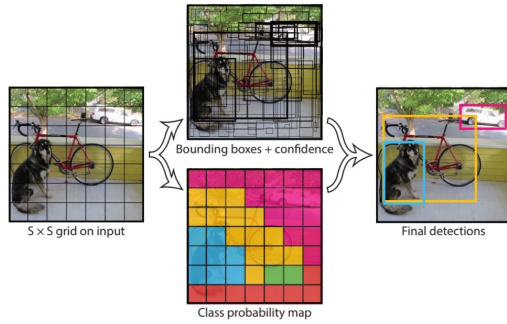 Bounding boxes + confidence
S × S grid on input
Final detections
Class probability map